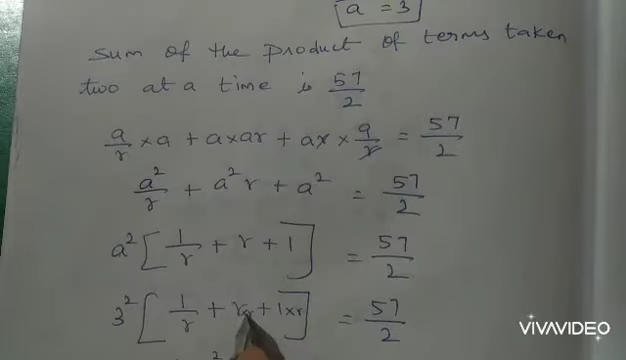 a = 3
Sum of the product of terms taken
two at a time is 57/2
a/r × a + a × ar + ar × a/r = 57/2
a²/r + a²r + a² = 57/2
a² [ 1/r + r + 1 ] = 57/2
3² [ 1/r + r + 1×r ] = 57/2
VIVAVIDEO